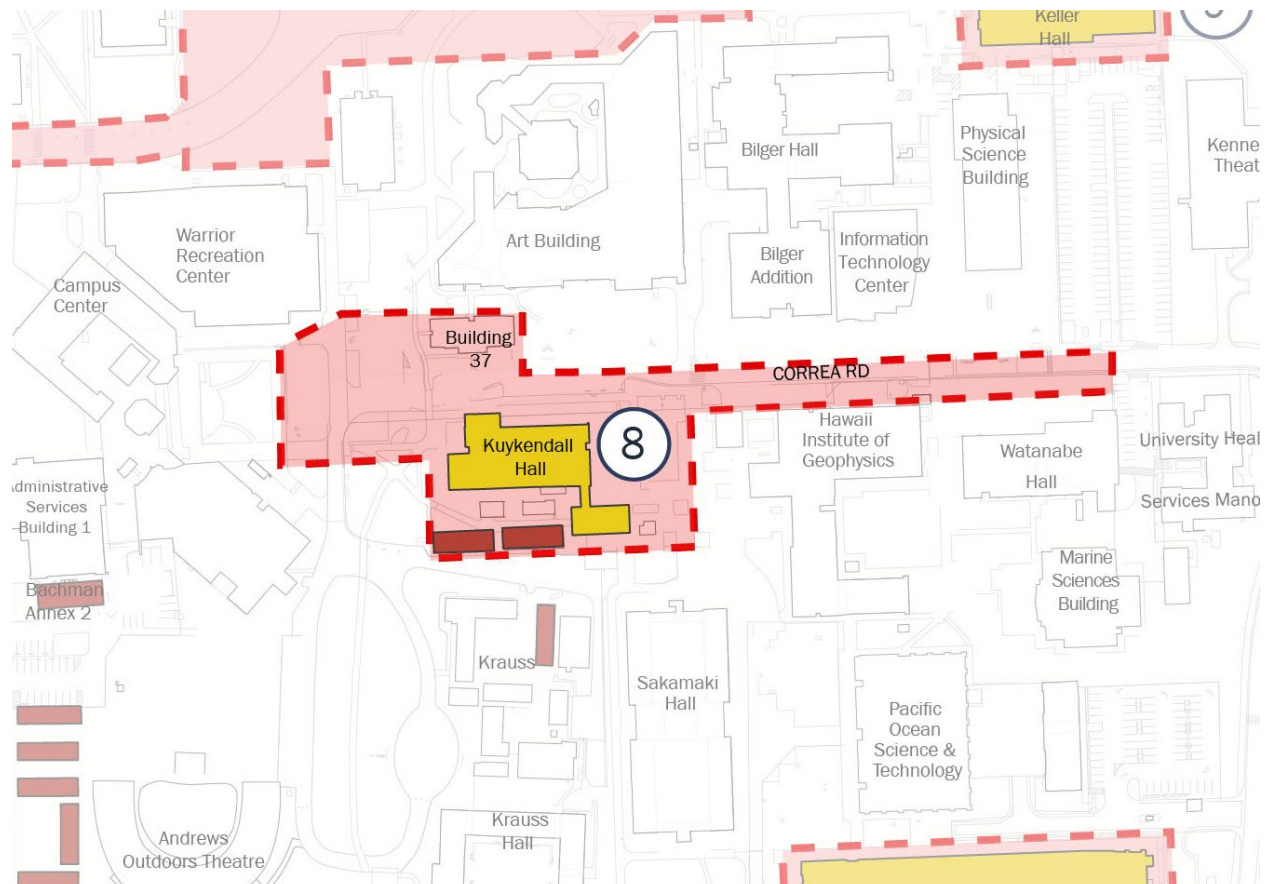 Keller
Hall
Physical
Science
Building
Bilger Hall
Warrior
Recreation
Center
Art Building
Bilger
Addition
Information
Technology
Center
Campus
Center
Building
37
CORREA RD
Kuykendall
Hall
8
Hawaii
Institute of
Geophysics
Watanabe
Hall
Services
Building 1
Bachman
Annex 2
Marine
Sciences
Building
Krauss
Sakamaki
Hall
Pacific
Ocean
Science &
Technology
Krauss
Hall
Andrews
Outdoors Theatre
University Heal
Services Mano
Kenne
Theat
dministrative